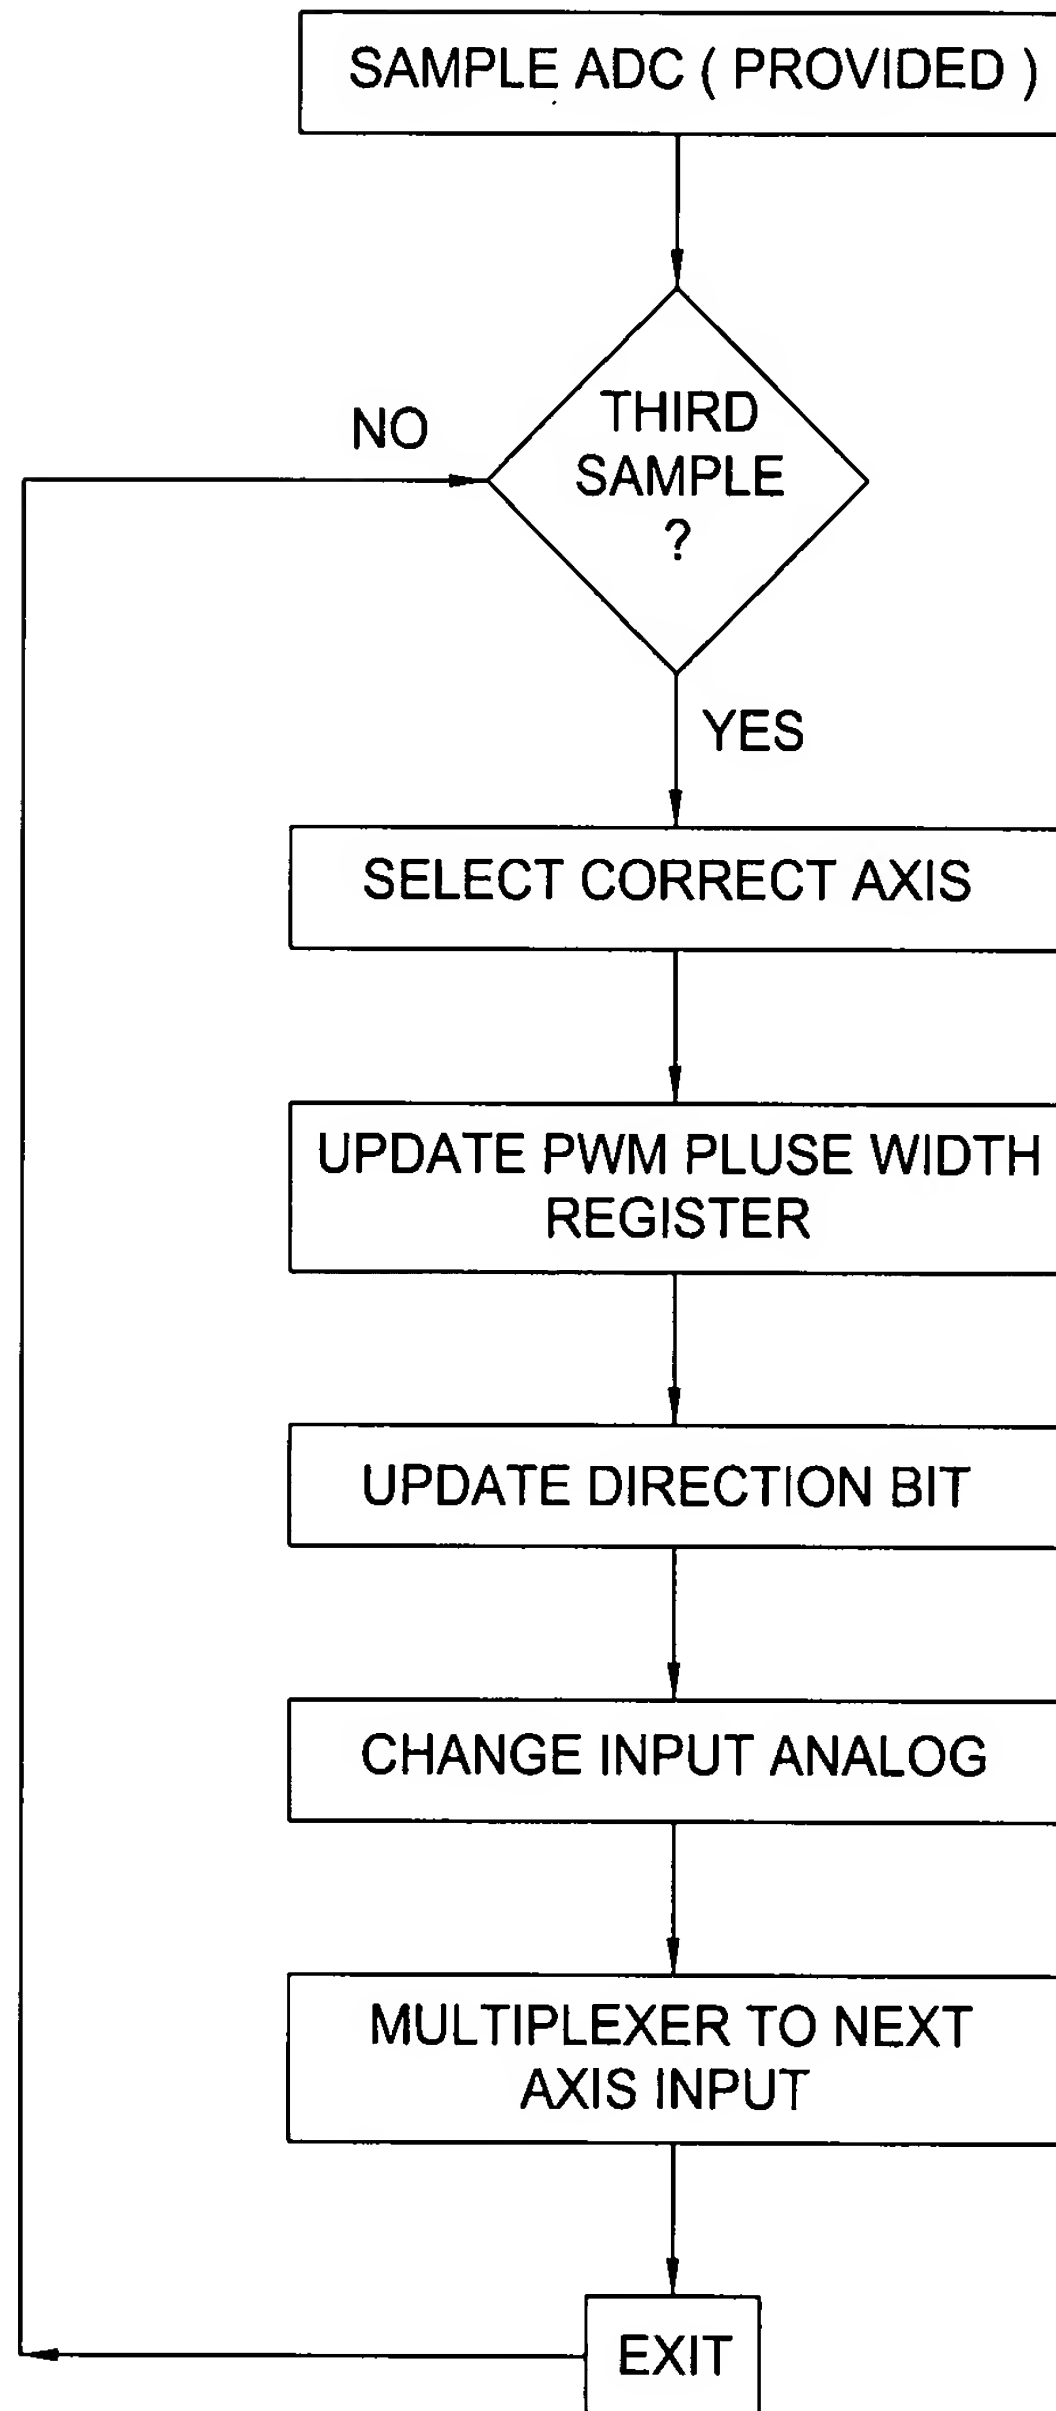 SAMPLE ADC ( PROVIDED )
NO
THIRD
SAMPLE
?
YES
SELECT CORRECT AXIS
UPDATE PWM PLUSE WIDTH
REGISTER
UPDATE DIRECTION BIT
CHANGE INPUT ANALOG
MULTIPLEXER TO NEXT
AXIS INPUT
EXIT